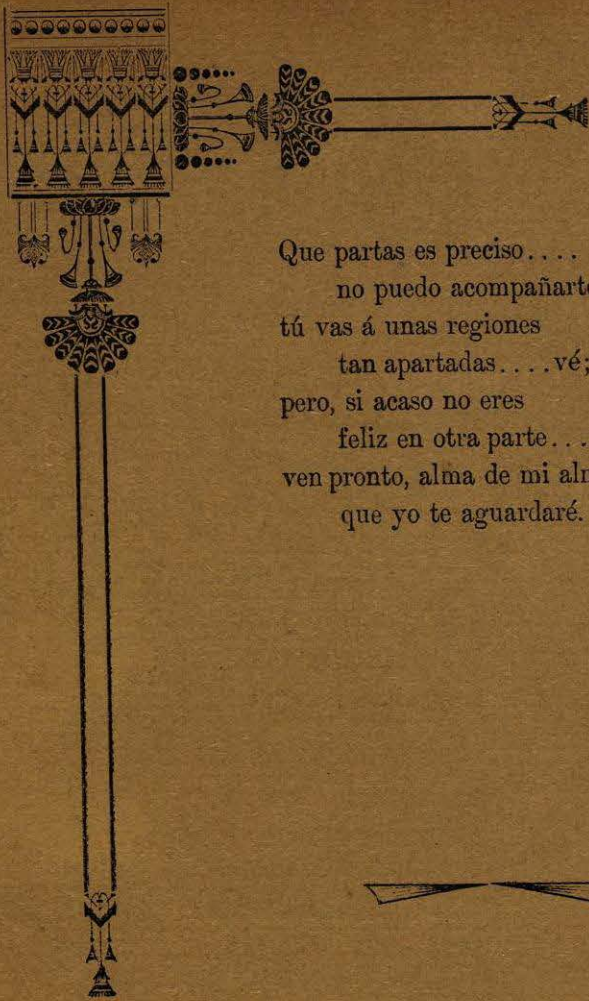 Que partas es preciso....
no puedo acompañarte
tú vas á unas regiones
tan apartadas....vé;
pero, si acaso no eres
feliz en otra parte...
ven pronto, alma de mi
que yo te aguardaré.